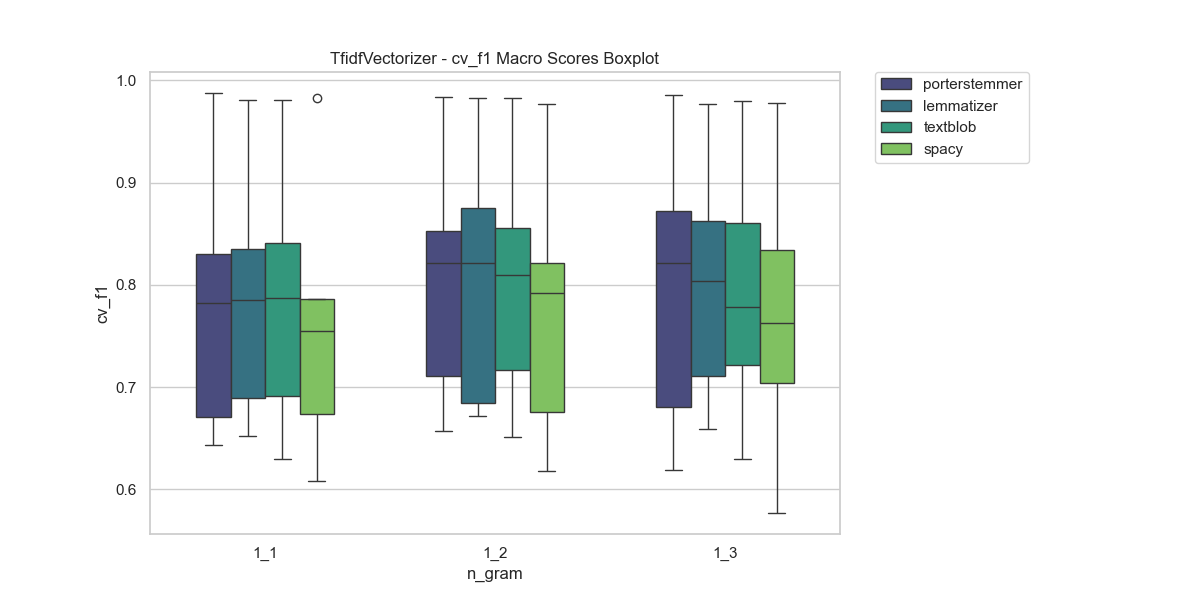 TfidfVectorizer - cv_f1 Macro Scores Boxplot
porterstemmer
lemmatizer
textblob
spacy
1.0
0.9
0.8
0.7
0.6
cv_f1
1_1
1_2
1_3
n_gram